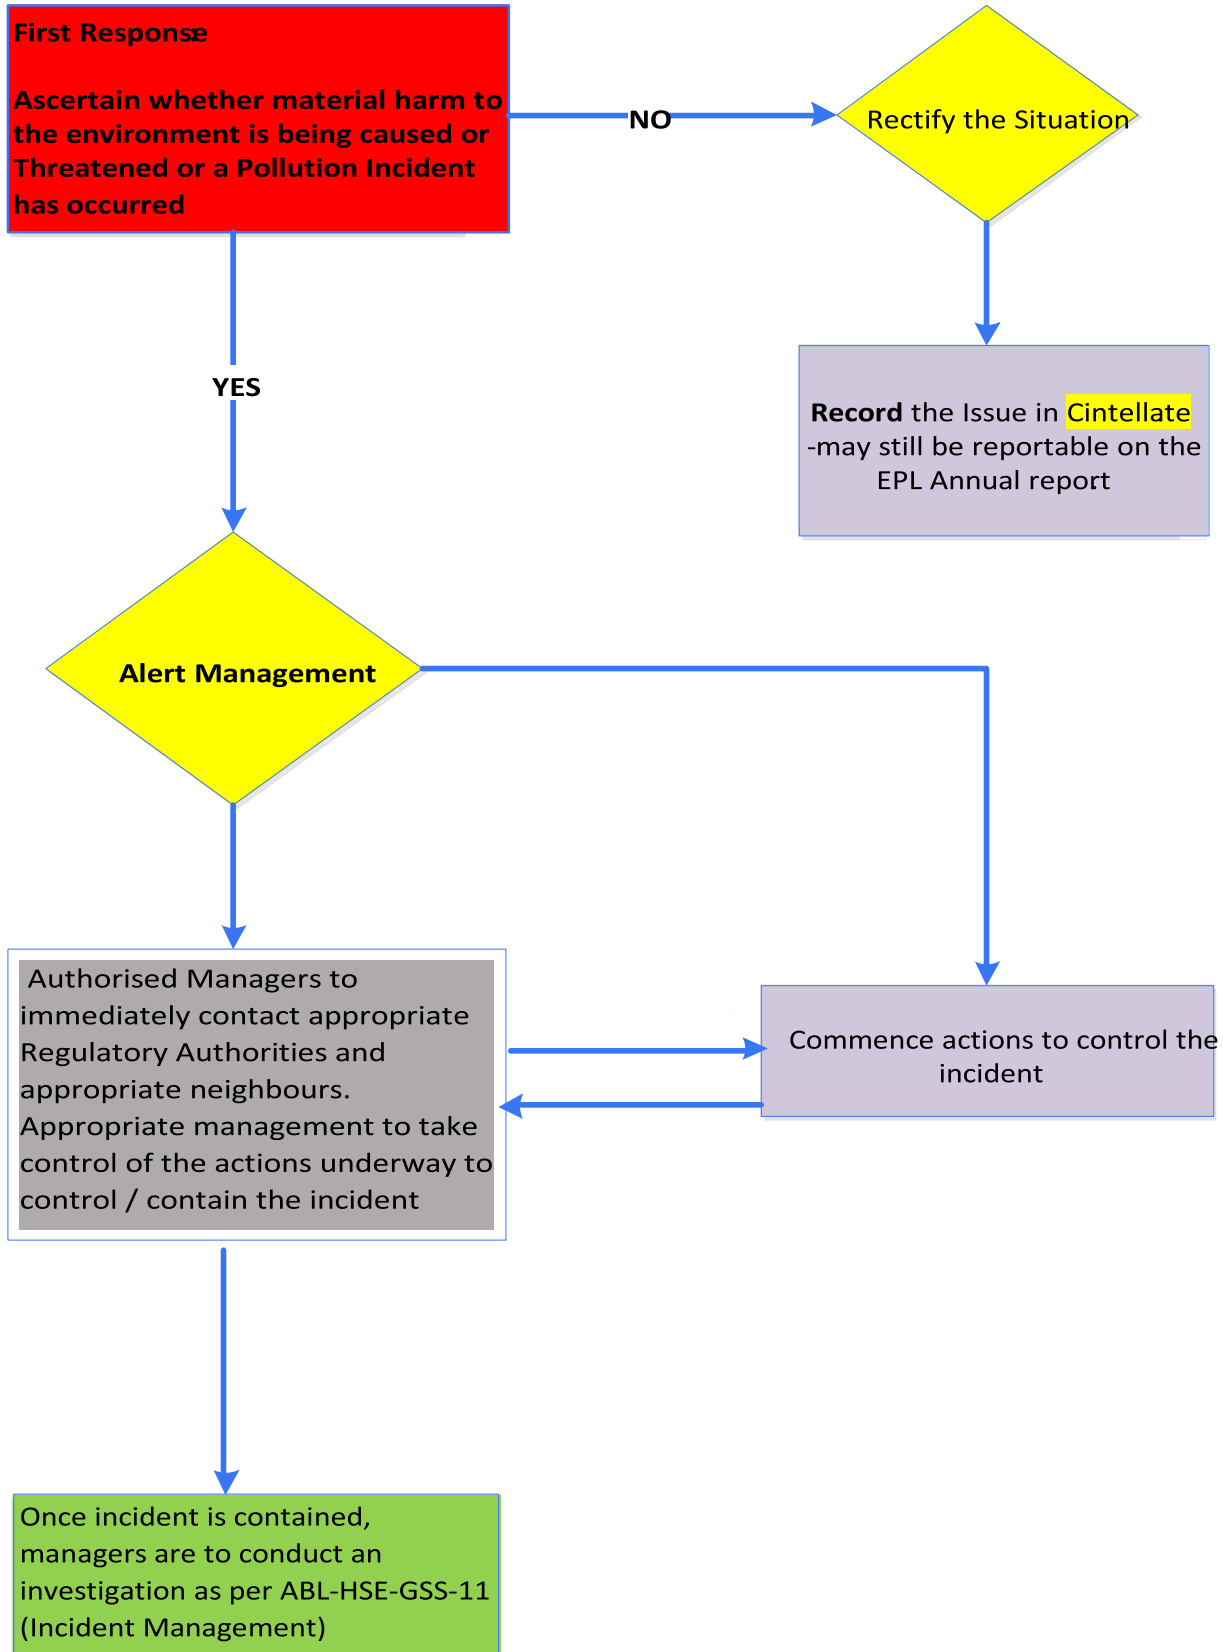 First Response:
Ascertain whether material harm to
the environment is being caused or
Threatened or a Pollution Incident
has occurred
NO
Rectify the Situation
YES
Record the Issue in Cintellate
-may still be reportable on the
EPL Annual report.
Alert Management
Authorised Managers to
immediately contact appropriate
Regulatory Authorities and
appropriate neighbours.
Appropriate management to take
control of the actions underway to
control / contain the incident
Commence actions to control the
incident
Once incident is contained,
managers are to conduct an
investigation as per ABL-HSE-GSS-11
(Incident Management)